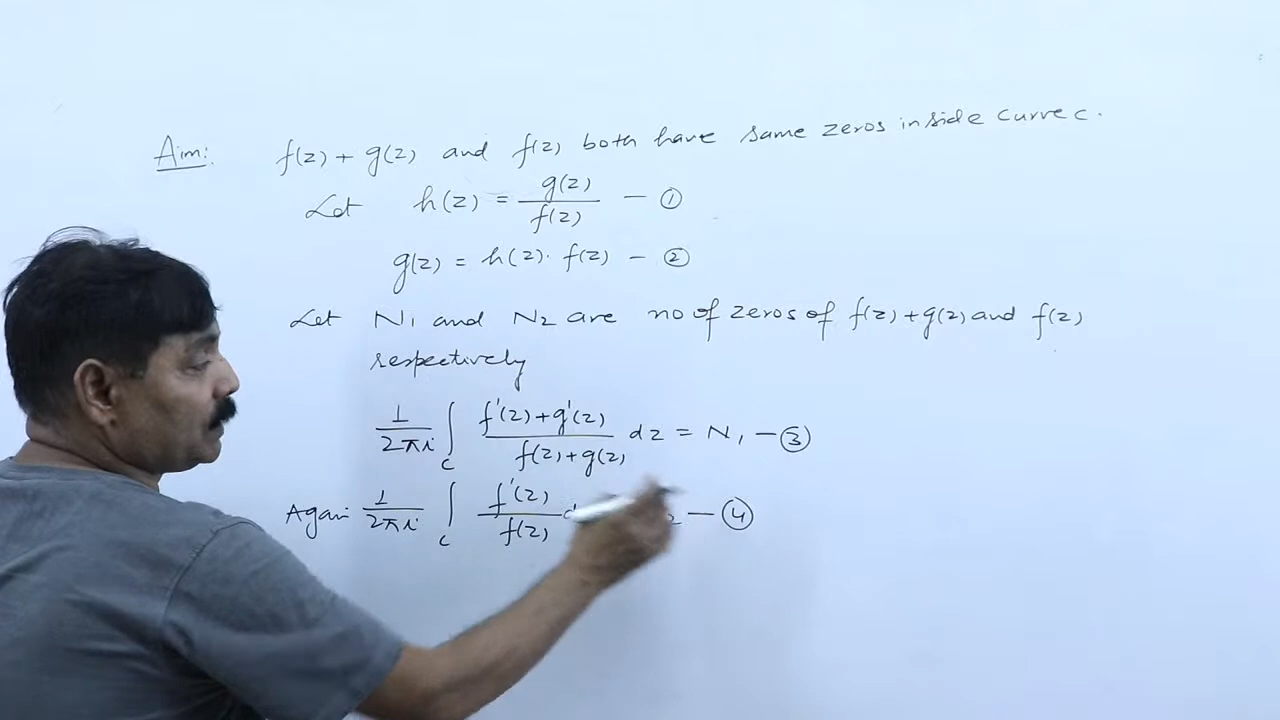 Aim: f(z) + g(z) and f(z) both have same zeros inside curve c.
Let h(z) = g(z)/f(z) — ①
g(z) = h(z)· f(z) — ②
Let N1 and N2 are no of zeros of f(z)+g(z) and f(z)
respectively
1/2πi ∫c f'(z)+g'(z)/f(z)+g(z) dz = N1 — ③
Again 1/2πi ∫c f'(z)/f(z) d 2 — ④